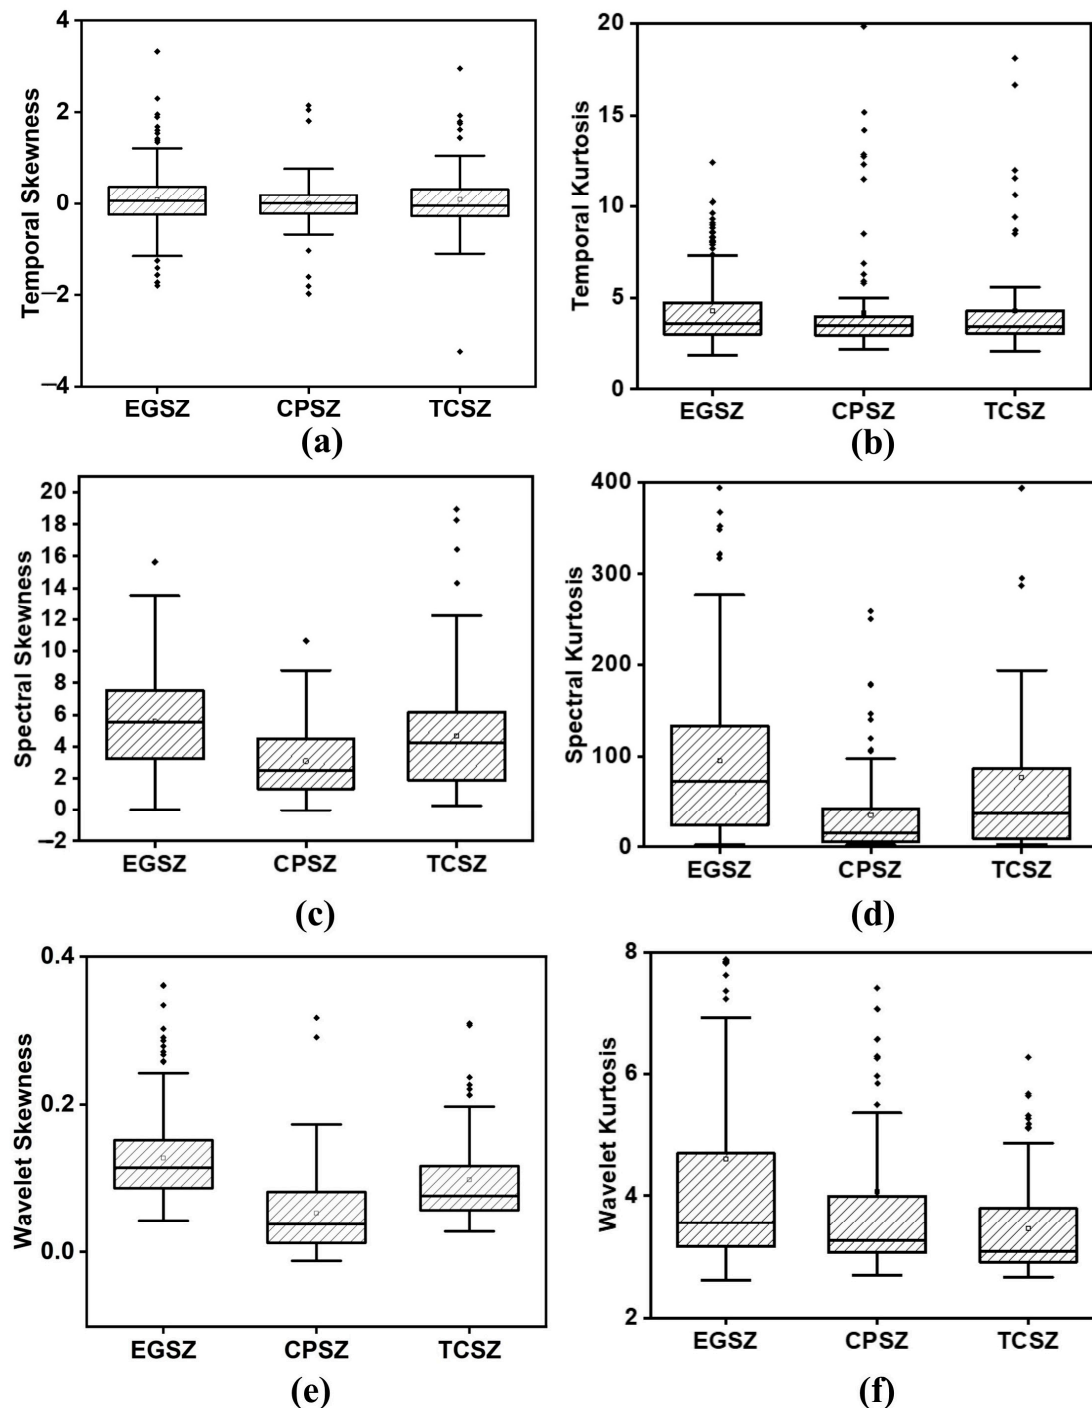 Temporal Skewness
4
2
0
−2
−4
EGSZ CPSZ TCSZ
(a)
Temporal Kurtosis
20
15
10
5
0
EGSZ CPSZ TCSZ
(b)
Spectral Skewness
20
18
16
14
12
10
8
6
4
2
0
−2
EGSZ CPSZ TCSZ
(c)
Spectral Kurtosis
400
300
200
100
0
EGSZ CPSZ TCSZ
(d)
Wavelet Skewness
0.4
0.2
0.0
EGSZ CPSZ TCSZ
(e)
Wavelet Kurtosis
8
6
4
2
EGSZ CPSZ TCSZ
(f)